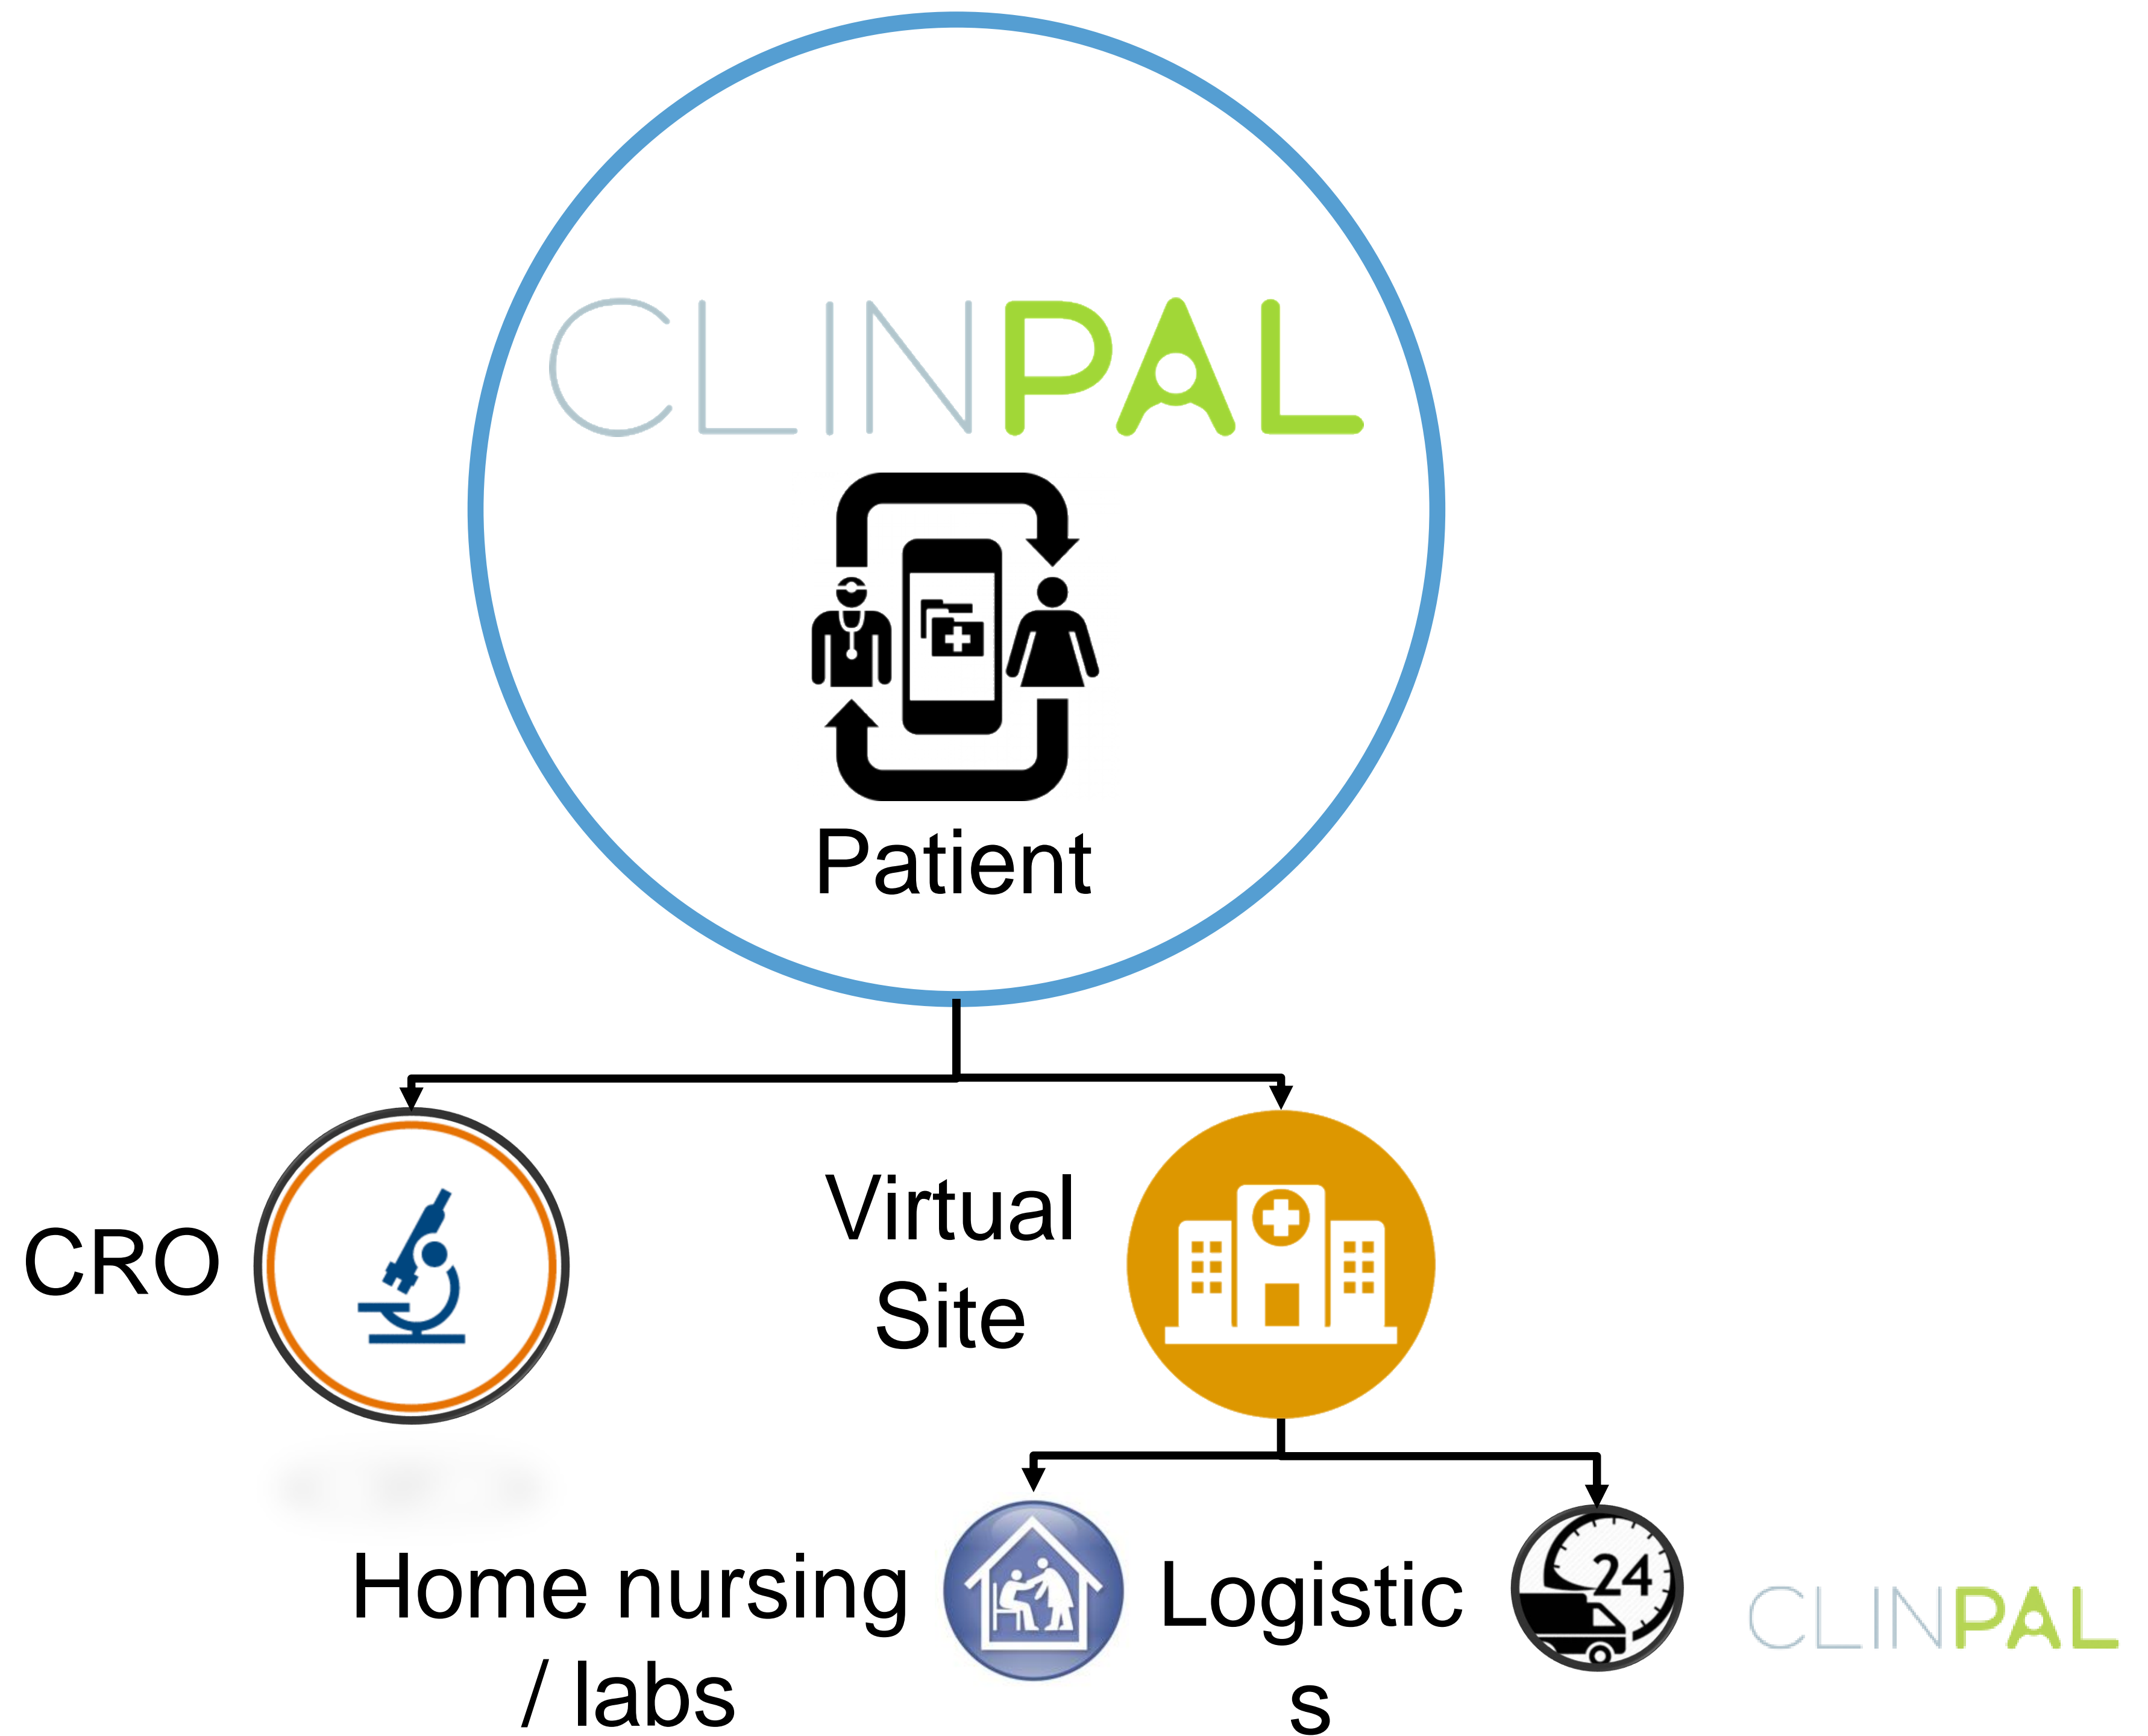 CLINPAL
Patient
CRO
Virtual
Site
Home nursing
/ labs
Logistic
s
24
CLINPAL